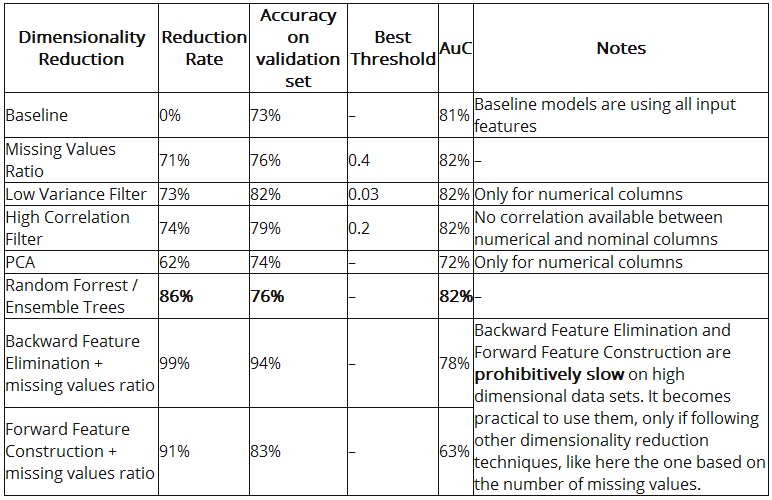 Dimensionality
Reduction
Reduction
Rate
Accuracy
on
validation
set
Best
Threshold
AuC
Notes
Baseline
0%
73%
–
81%
Baseline models are using all input
features
Missing Values
Ratio
71%
76%
0.4
82%
–
Low Variance Filter
73%
82%
0.03
82%
Only for numerical columns
High Correlation
Filter
74%
79%
0.2
82%
No correlation available between
numerical and nominal columns
PCA
62%
74%
–
72%
Only for numerical columns
Random Forrest /
Ensemble Trees
86%
76%
–
82%
–
Backward Feature
Elimination +
missing values ratio
99%
94%
–
78%
Backward Feature Elimination and
Forward Feature Construction are
prohibitively slow on high
dimensional data sets. It becomes
practical to use them, only if following
other dimensionality reduction
techniques, like here the one based on
the number of missing values.
Forward Feature
Construction +
missing values ratio
91%
83%
–
63%